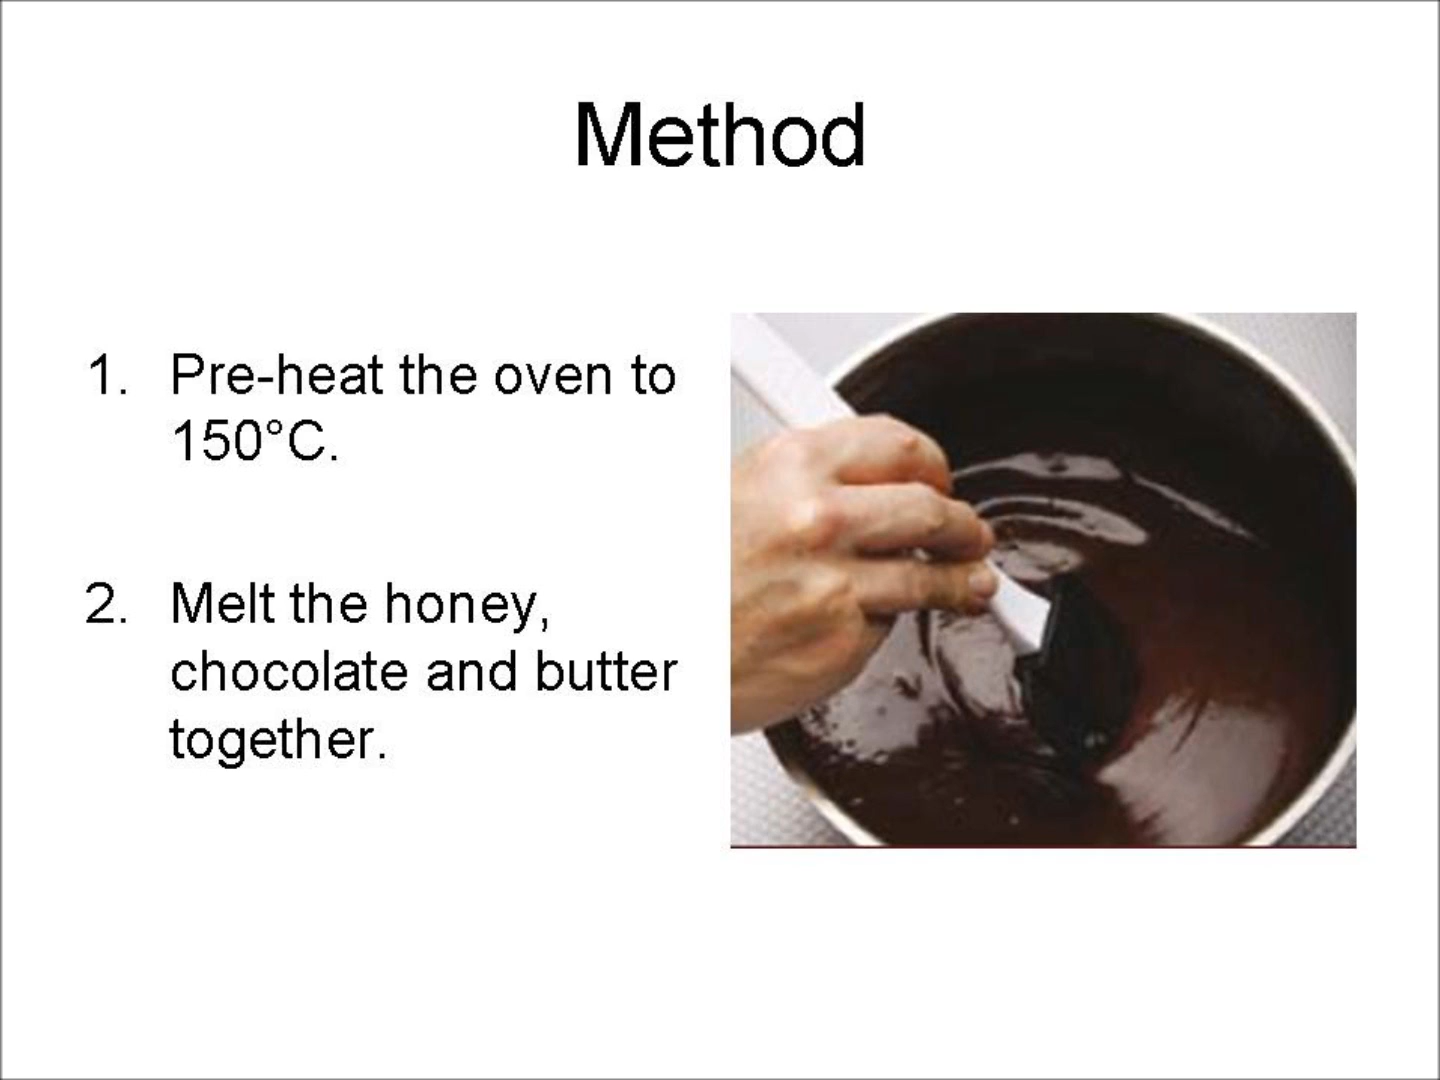 Method
1. Pre-heat the oven to
150°C.
2. Melt the honey,
chocolate and butter
together.